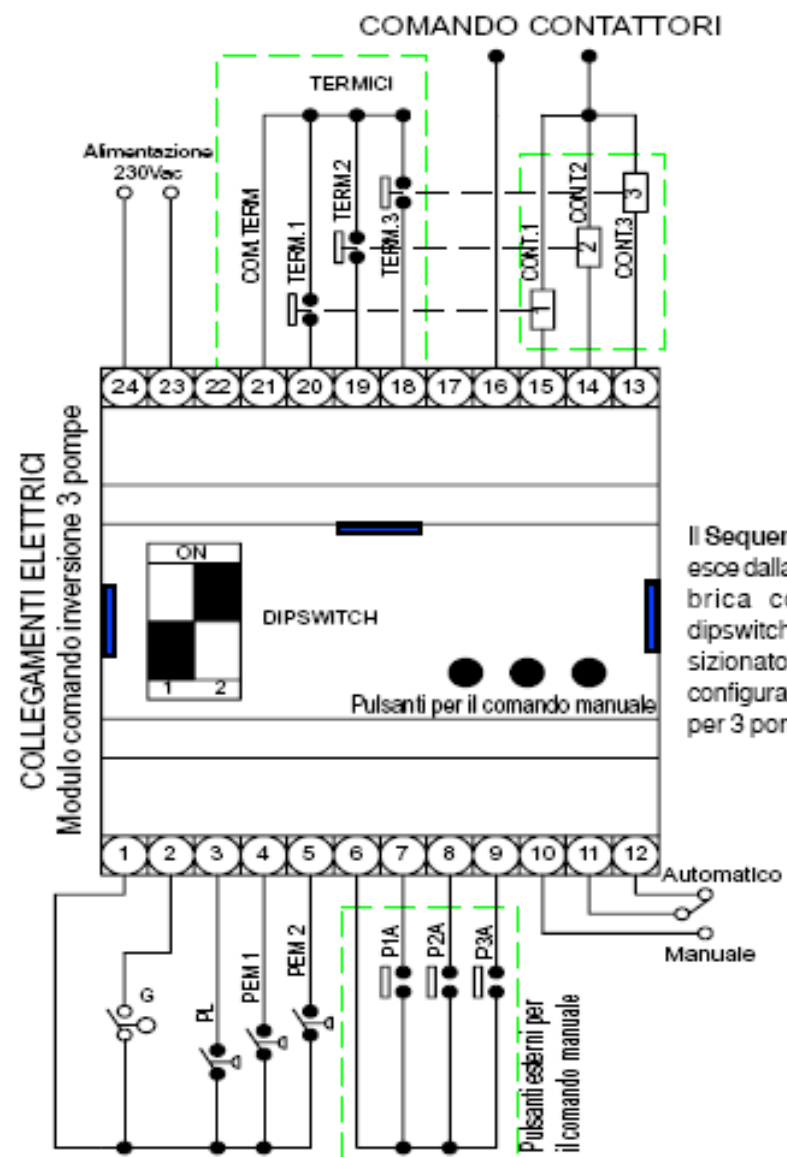 COMANDO CONTATTORI
TERMICI
Alimentazione
230Vac
COM.TERM
TERM.1
TERM.2
TERM.3
CONT.1
CONT.2
CONT.3
1
2
3
24 23 22 21 20 19 18 17 16 15 14 13
COLLEGAMENTI ELETTRICI
Modulo comando inversione 3 pompe
ON
1 2
DIPSWITCH
Pulsanti per il comando manuale
Il Sequen
esce dalla
brica co
dipswitch
sizionato
configura
per 3 por
1 2 3 4 5 6 7 8 9 10 11 12
Automatico
Manuale
G
PL
PEM 1
PEM 2
P1A
P2A
P3A
Pulsanti esterni per
il comando manuale